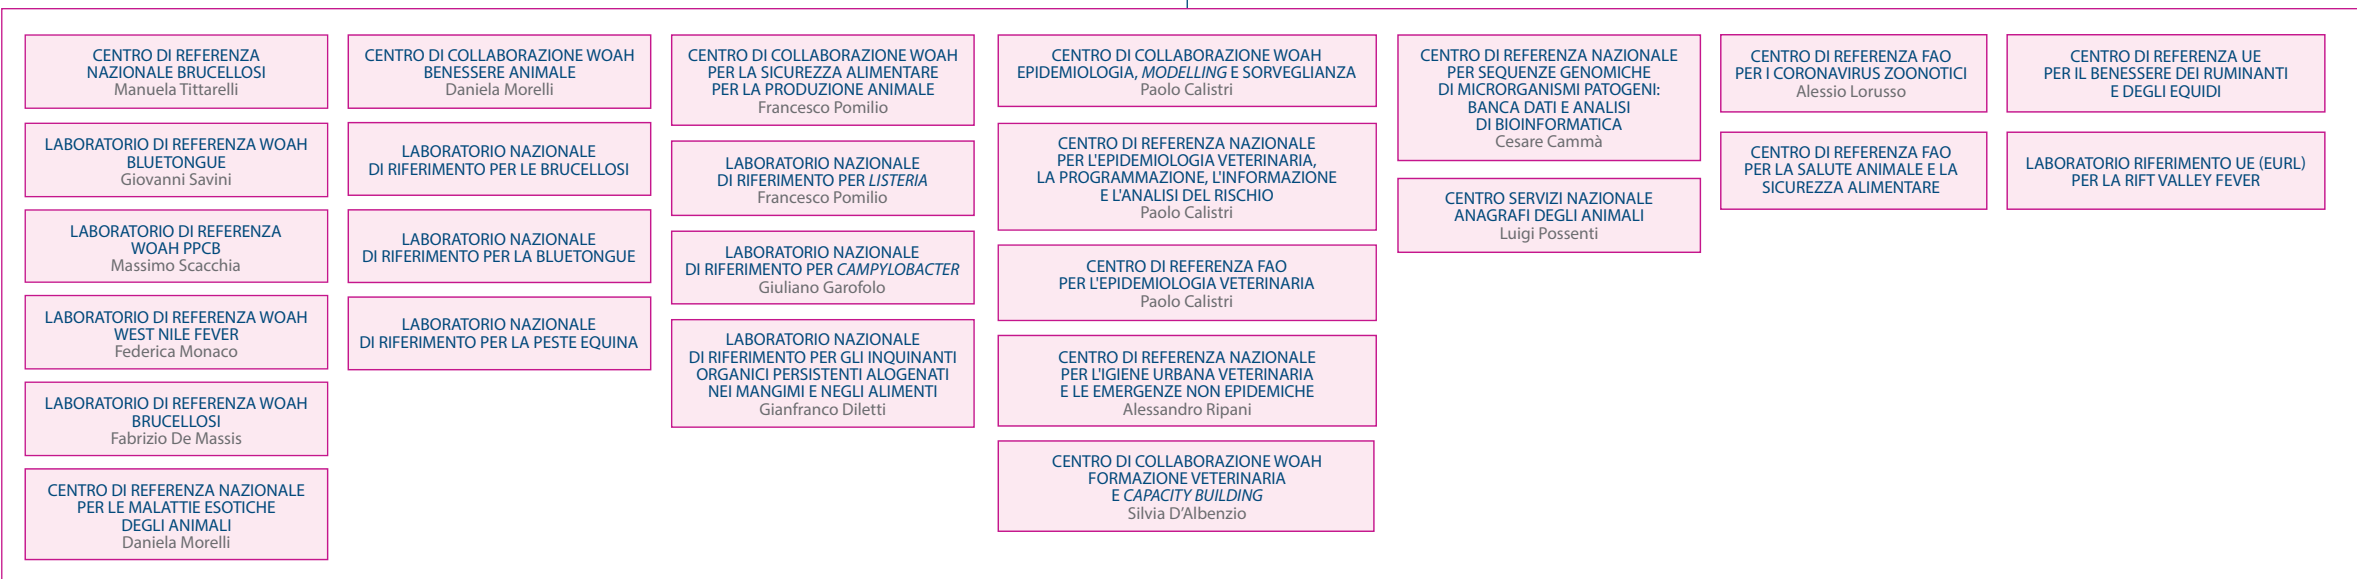 CENTRO DI REFERENZA
NAZIONALE BRUCELLOSI
Manuela Tittarelli
LABORATORIO DI REFERENZA WOAH
BLUETONGUE
Giovanni Savini
LABORATORIO DI REFERENZA
WOAH PPCB
Massimo Scacchia
LABORATORIO DI REFERENZA WOAH
WEST NILE FEVER
Federica Monaco
LABORATORIO DI REFERENZA WOAH
BRUCELLOSI
Fabrizio De Massis
CENTRO DI REFERENZA NAZIONALE
PER LE MALATTIE ESOTICHE
DEGLI ANIMALI
Daniela Morelli
CENTRO DI COLLABORAZIONE WOAH
BENESSERE ANIMALE
Daniela Morelli
LABORATORIO NAZIONALE
DI RIFERIMENTO PER LE BRUCELLOSI
LABORATORIO NAZIONALE
DI RIFERIMENTO PER LA BLUETONGUE
LABORATORIO NAZIONALE
DI RIFERIMENTO PER LA PESTE EQUINA
CENTRO DI COLLABORAZIONE WOAH
PER LA SICUREZZA ALIMENTARE
PER LA PRODUZIONE ANIMALE
Francesco Pomilio
LABORATORIO NAZIONALE
DI RIFERIMENTO PER LISTERIA
Francesco Pomilio
LABORATORIO NAZIONALE
DI RIFERIMENTO PER CAMPYLOBACTER
Giuliano Garofolo
LABORATORIO NAZIONALE
DI RIFERIMENTO PER GLI INQUINANTI
ORGANICI PERSISTENTI ALOGENATI
NEI MANGIMI E NEGLI ALIMENTI
Gianfranco Diletti
CENTRO DI COLLABORAZIONE WOAH
EPIDEMIOLOGIA, MODELLING E SORVEGLIANZA
Paolo Calistri
CENTRO DI REFERENZA NAZIONALE
PER L'EPIDEMIOLOGIA VETERINARIA,
LA PROGRAMMAZIONE, L'INFORMAZIONE
E L'ANALISI DEL RISCHIO
Paolo Calistri
CENTRO DI REFERENZA FAO
PER L'EPIDEMIOLOGIA VETERINARIA
Paolo Calistri
CENTRO DI REFERENZA NAZIONALE
PER L'IGIENE URBANA VETERINARIA
E LE EMERGENZE NON EPIDEMICHE
Alessandro Ripani
CENTRO DI COLLABORAZIONE WOAH
FORMAZIONE VETERINARIA
E CAPACITY BUILDING
Silvia D'Albenzio
CENTRO DI REFERENZA NAZIONALE
PER SEQUENZE GENOMICHE
DI MICRORGANISMI PATOGENI:
BANCA DATI E ANALISI
DI BIOINFORMATICA
Cesare Cammà
CENTRO SERVIZI NAZIONALE
ANAGRAFI DEGLI ANIMALI
Luigi Possenti
CENTRO DI REFERENZA FAO
PER I CORONAVIRUS ZOONOTICI
Alessio Lorusso
CENTRO DI REFERENZA FAO
PER LA SALUTE ANIMALE E LA
SICUREZZA ALIMENTARE
CENTRO DI REFERENZA UE
PER IL BENESSERE DEI RUMINANTI
E DEGLI EQUIDI
LABORATORIO RIFERIMENTO UE (EURL)
PER LA RIFT VALLEY FEVER